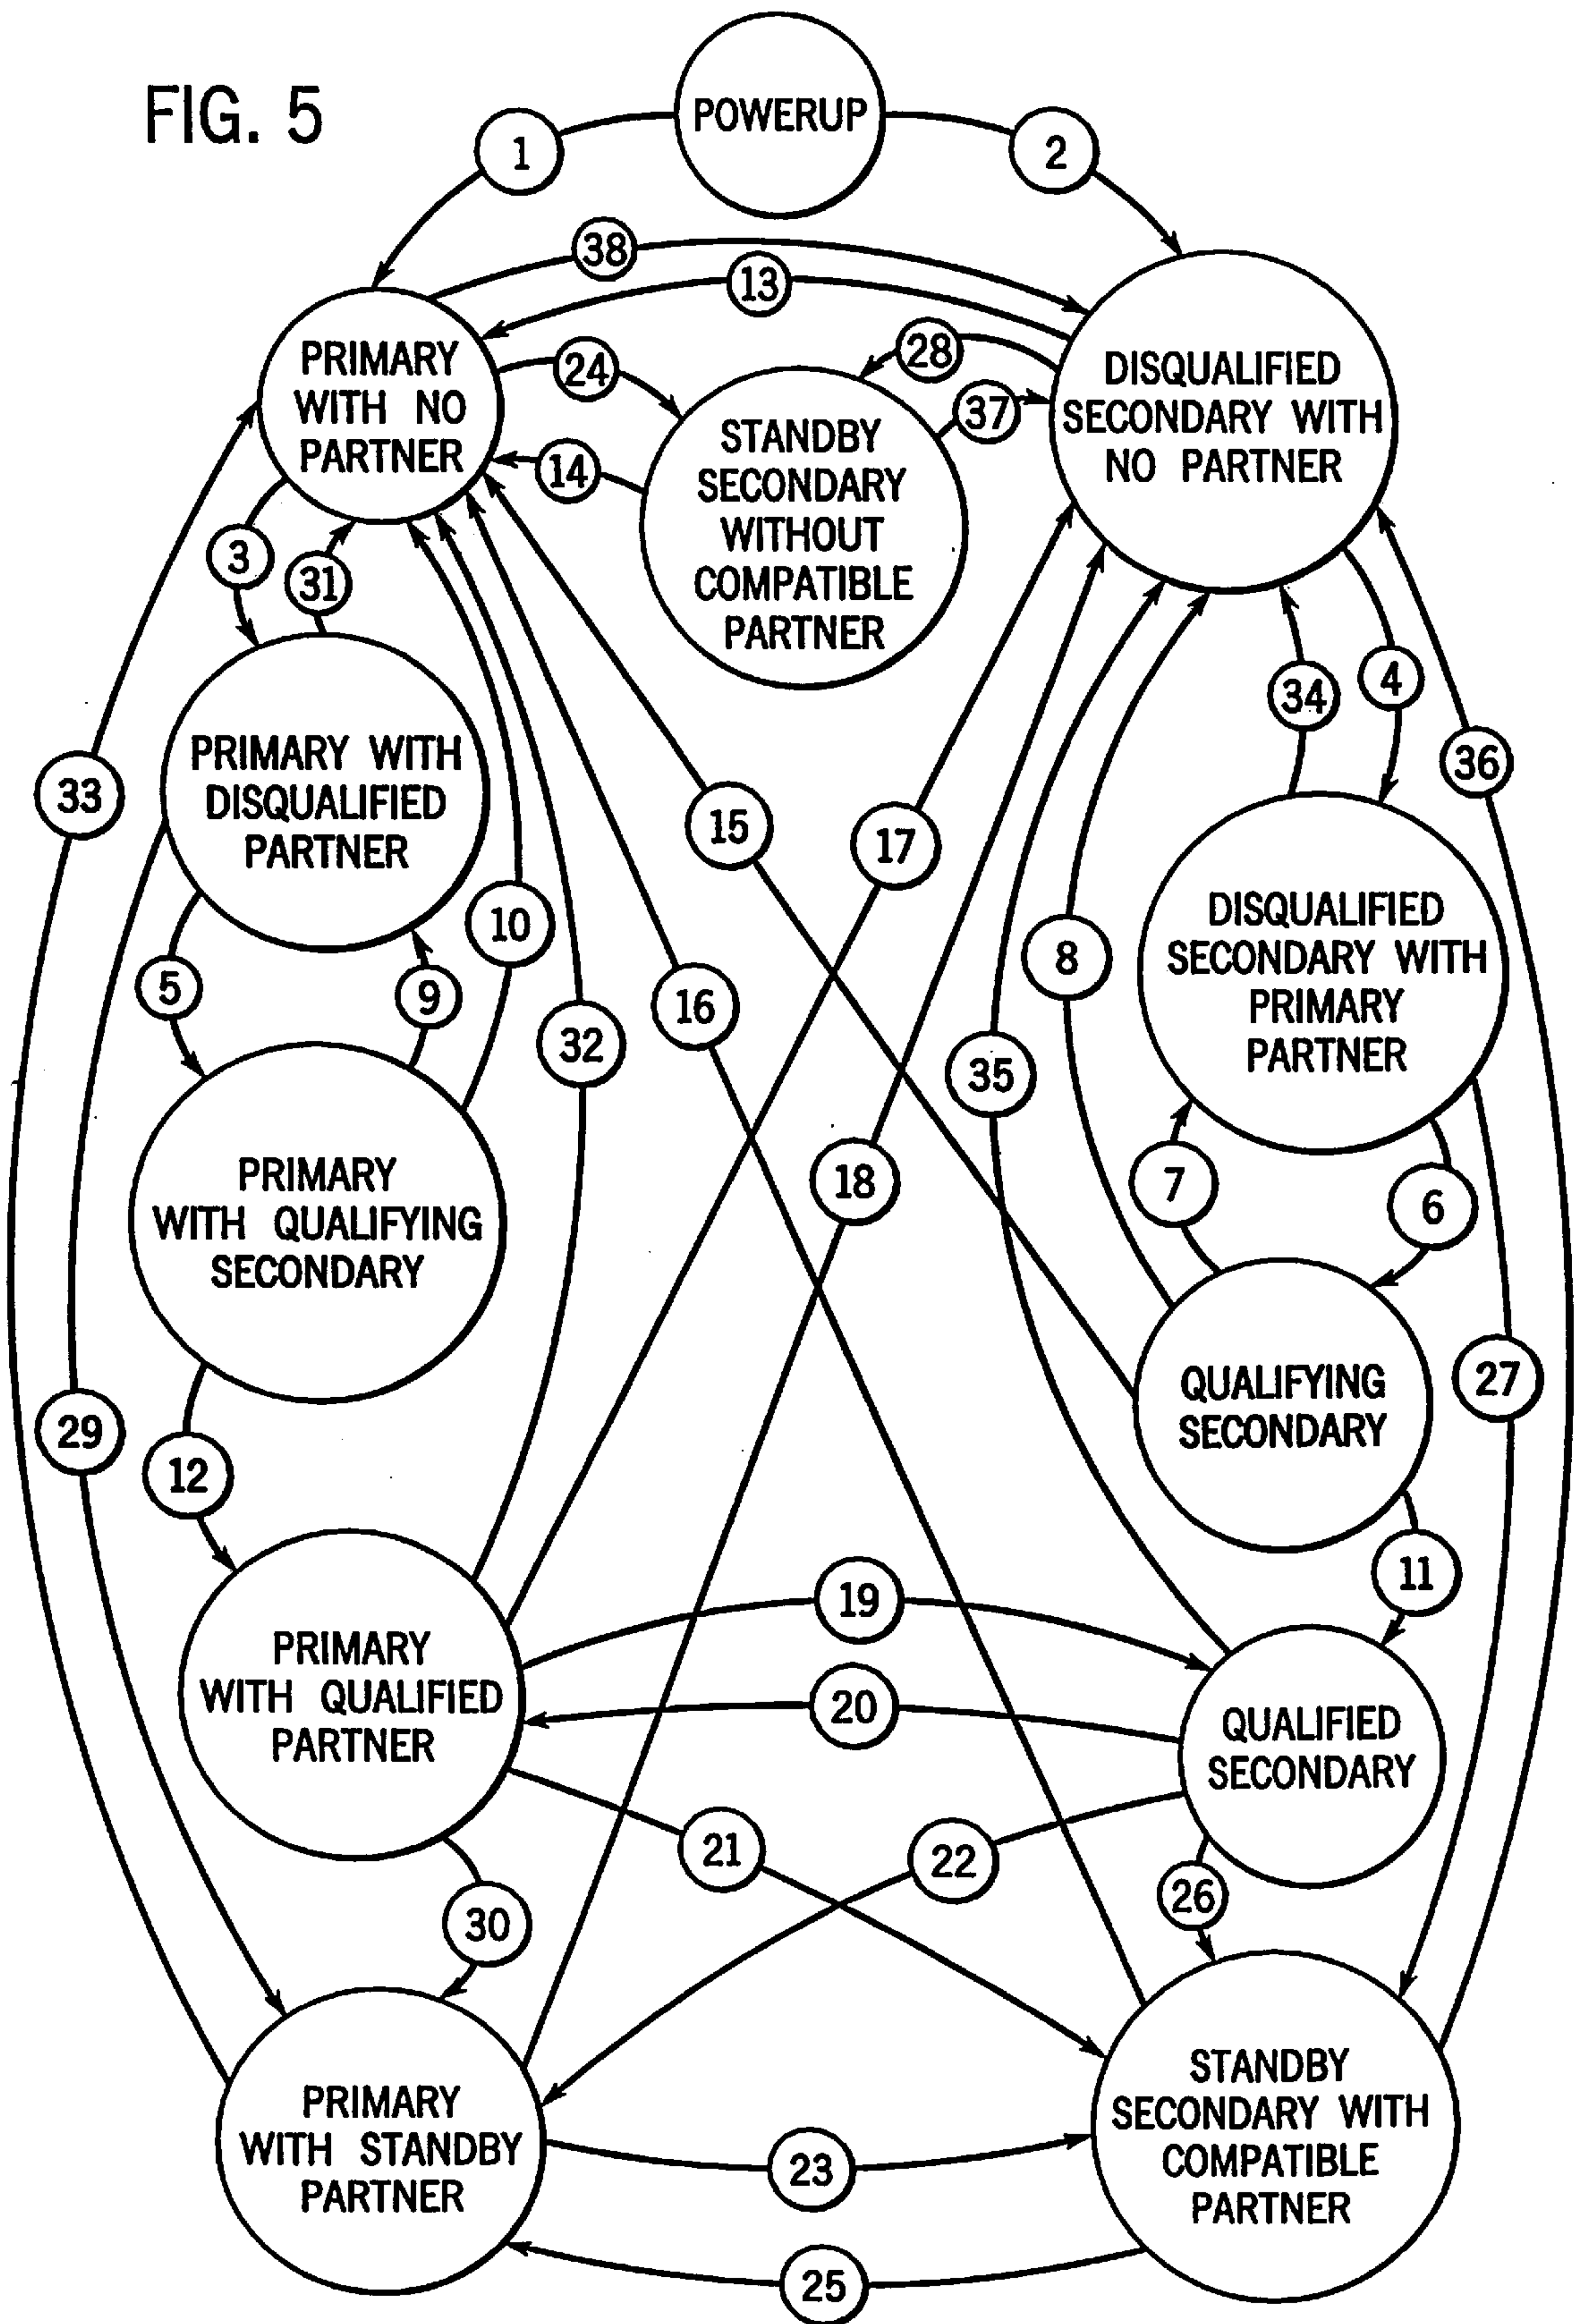 FIG. 5
POWERUP
1
2
38
13
PRIMARY
WITH NO
PARTNER
24
28
14
37
STANDBY
SECONDARY
WITHOUT
COMPATIBLE
PARTNER
DISQUALIFIED
SECONDARY WITH
NO PARTNER
3
31
34
4
33
PRIMARY WITH
DISQUALIFIED
PARTNER
15
17
36
10
8
DISQUALIFIED
SECONDARY WITH
PRIMARY
PARTNER
5
9
32
16
35
PRIMARY
WITH QUALIFYING
SECONDARY
18
7
6
29
12
QUALIFYING
SECONDARY
27
11
PRIMARY
WITH QUALIFIED
PARTNER
19
20
QUALIFIED
SECONDARY
21
22
26
30
PRIMARY
WITH STANDBY
PARTNER
23
STANDBY
SECONDARY WITH
COMPATIBLE
PARTNER
25